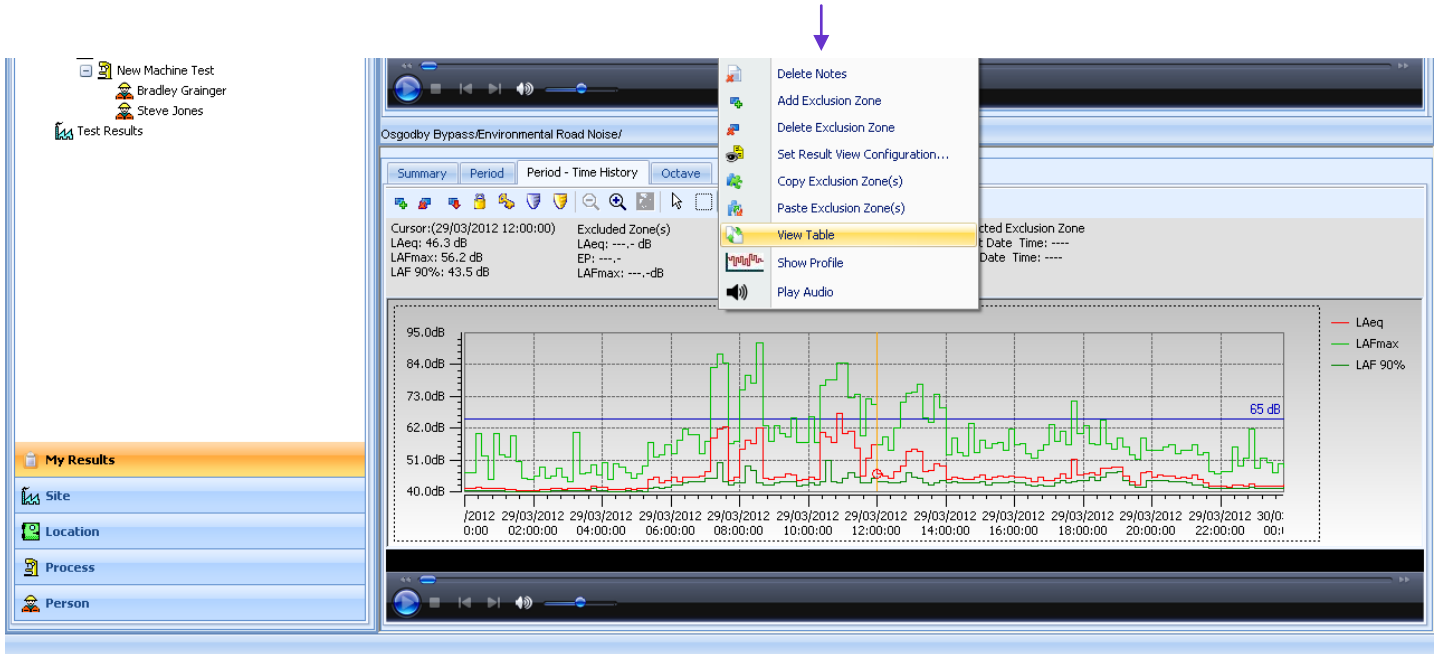 New Machine Test
Bradley Grainger
Steve Jones
Test Results
My Results
Site
Location
Process
Person
Osgodby Bypass/Environmental Road Noise/
Summary Period Period - Time History Octave
Cursor:(29/03/2012 12:00:00)
LAeq: 46.3 dB
LAFmax: 56.2 dB
LAF 90%: 43.5 dB
Excluded Zone(s)
LAeq: ---.- dB
EP: ---.-
LAFmax: ---.-dB
Delete Notes
Add Exclusion Zone
Delete Exclusion Zone
Set Result View Configuration...
Copy Exclusion Zone(s)
Paste Exclusion Zone(s)
View Table
Show Profile
Play Audio
cted Exclusion Zone
t Date Time: ----
Date Time: ----
95.0dB
84.0dB
73.0dB
62.0dB
51.0dB
40.0dB
65 dB
LAeq
LAFmax
LAF 90%
/2012 29/03/2012 29/03/2012 29/03/2012 29/03/2012 29/03/2012 29/03/2012 29/03/2012 29/03/2012 29/03/2012 29/03/2012 29/03/2012 30/0
0:00 02:00:00 04:00:00 06:00:00 08:00:00 10:00:00 12:00:00 14:00:00 16:00:00 18:00:00 20:00:00 22:00:00 00: